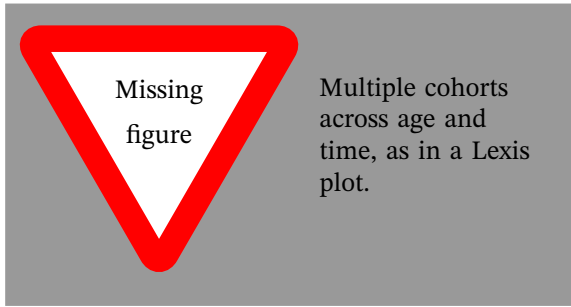 Missing
figure
Multiple cohorts
across age and
time, as in a Lexis
plot.